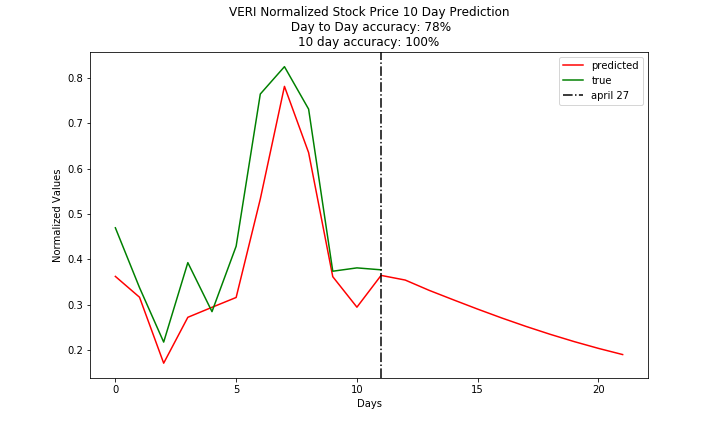 VERI Normalized Stock Price 10 Day Prediction
Day to Day accuracy: 78%
10 day accuracy: 100%
predicted
true
april 27
Normalized Values
0.8
0.7
0.6
0.5
0.4
0.3
0.2
0
5
10
15
20
Days